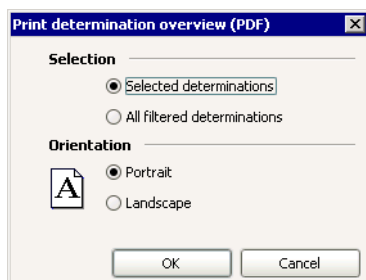 Print determination overview (PDF)
Selection
Selected determinations
All filtered determinations
Orientation
A
Portrait
Landscape
OK
Cancel